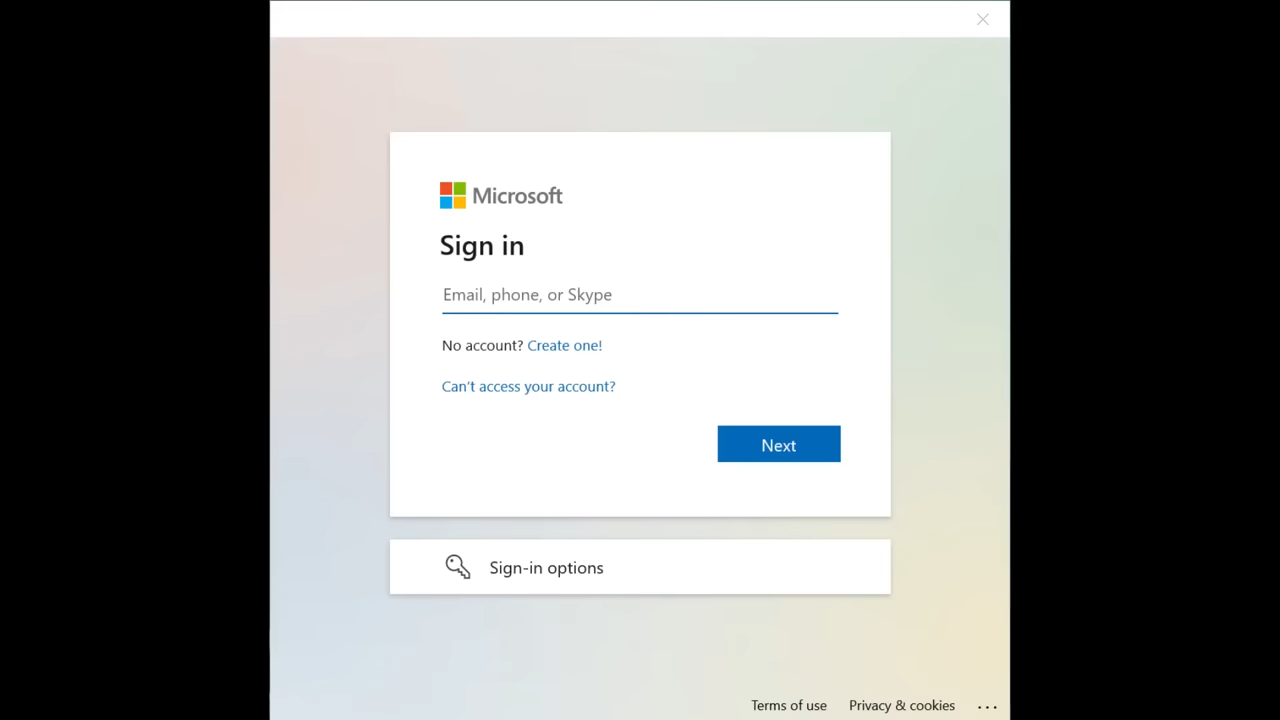 Microsoft
Sign in
Email, phone, or Skype
No account? Create one!
Can't access your account?
Next
Sign-in options
Terms of use Privacy & cookies ...